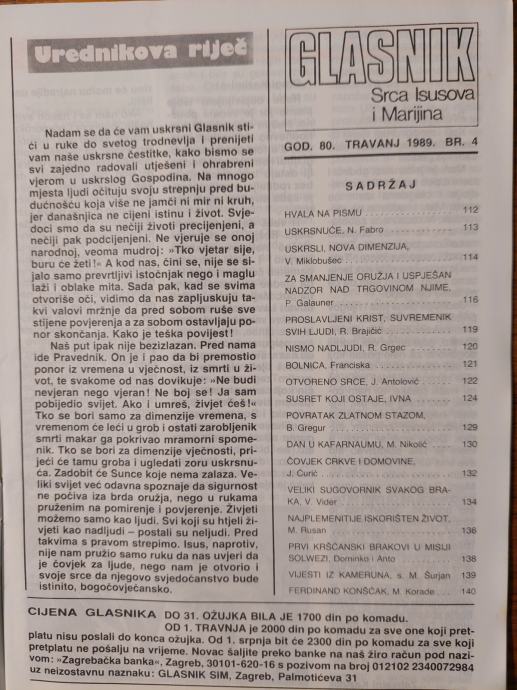 Urednikova riječ
Nadam se da će vam uskrsni Glasnik sti-
ći u ruke do svetog trodnevlja i prenijeti
vam naše uskrsne čestitke, kako bismo se
svi zajedno radovali utješeni i ohrabreni
vjerom u uskrslog Gospodina. Na mnogo
mjesta ljudi očituju svoju strepnju pred bu-
dućnošću koja više ne jamči ni mir ni kruh,
jer današnjica ne cijeni istinu i život. Svje-
doci smo da su nečiji životi precijenjeni, a
nečiji pak podcijenjeni. Ne vjeruje se onoj
narodnoj, veoma mudroj: »Tko vjetar sije,
buru će žeti!« A kod nas, čini se, nije se si-
jalo samo prevrtljivi istočnjak nego i maglu
laži i oblake mita. Sada pak, kad se svima
otvoriše oči, vidimo da nas zapljuskuju ta-
kvi valovi mržnje da pred sobom ruše sve
stijene povjerenja a za sobom ostavljaju po-
nor skončanja. Kako je teška povijest!
Naš put ipak nije bezizlazan. Pred nama
ide Pravednik. On je i pao da bi premostio
ponor iz vremena u vječnost, iz smrti u ži-
vot, te svakome od nas dovikuje: »Ne budi
nevjeran nego vjeran! Ne boj se! Ja sam
pobijedio svijet. Ako i umreš, živjet ćeš!«
Tko se bori samo za dimenzije vremena, s
vremenom će leći u grob i ostati zarobljenik
smrti makar ga pokrivao mramorni spome-
nik. Tko se bori za dimenzije vječnosti, pri-
jeći će tamu groba i ugledati zoru uskrsnu-
ća. Zadobit će Sunce koje nema zalaza. Ve-
liki svijet već odavna spoznaje da sigurnost
ne počiva iza brda oružja, nego u rukama
pruženim na pomirenje i povjerenje. Živjeti
možemo samo kao ljudi. Svi koji su htjeli ži-
vjeti kao nadljudi – postali su neljudi. Pred
takvima s pravom strepimo. Isus, naprotiv,
nije nam pružio samo ruku da nas uvjeri da
je čovjek za ljude, nego nam je otvorio i
svoje srce da njegovo svjedočanstvo bude
istinito, bogočovječansko.
GLASNIK
Srca Isusova
i Marijina
GOD. 80. TRAVANJ 1989. BR. 4
SADRŽAJ
HVALA NA PISMU 112
USKRSNUĆE, N. Fabro 113
USKRSLI, NOVA DIMENZIJA,
V. Miklobušec 114
ZA SMANJENJE ORUŽJA I USPJEŠAN
NADZOR NAD TRGOVINOM NJIME,
P. Galauner 116
PROSLAVLJENI KRIST, SUVREMENIK
SVIH LJUDI, R. Brajičić 119
NISMO NADLJUDI, R. Grgec 120
BOLNICA, Franciska 121
OTVORENO SRCE, J. Antolović 122
SUSRET KOJI OSTAJE, IVNA 124
POVRATAK ZLATNOM STAZOM,
B. Gregur 129
DAN U KAFARNAUMU, M. Nikolić 130
ČOVJEK CRKVE I DOMOVINE,
J. Ćurić 132
VELIKI SUGOVORNIK SVAKOG BRA-
KA, V. Vider 134
NAJPLEMENITIJE ISKORIŠTEN ŽIVOT,
M. Rusan 136
PRVI KRŠĆANSKI BRAKOVI U MISIJI
SOLWEZI, Dominko i Anto 138
VIJESTI IZ KAMERUNA, s. M. Šurjan 139
FERDINAND KONŠĆAK, M. Korade 140
CIJENA GLASNIKA DO 31. OŽUJKA BILA JE 1700 din po komadu.
OD 1. TRAVNJA je 2000 din po komadu za sve one koji pret-
platu nisu poslali do konca ožujka. Od 1. srpnja bit će 2300 din po komadu za sve koji
pretplatu ne pošalju na vrijeme. Novac šaljite preko banke na naš žiro račun pod nazi-
vom: »Zagrebačka banka«, Zagreb, 30101-620-16 s pozivom na broj 012102 2340072984
uz neizostavnu naznaku: GLASNIK SIM, Zagreb, Palmotićeva 31